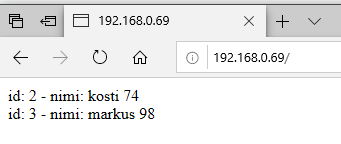 192.168.0.69
192.168.0.69/
id: 2 - nimi: kosti 74
id: 3 - nimi: markus 98